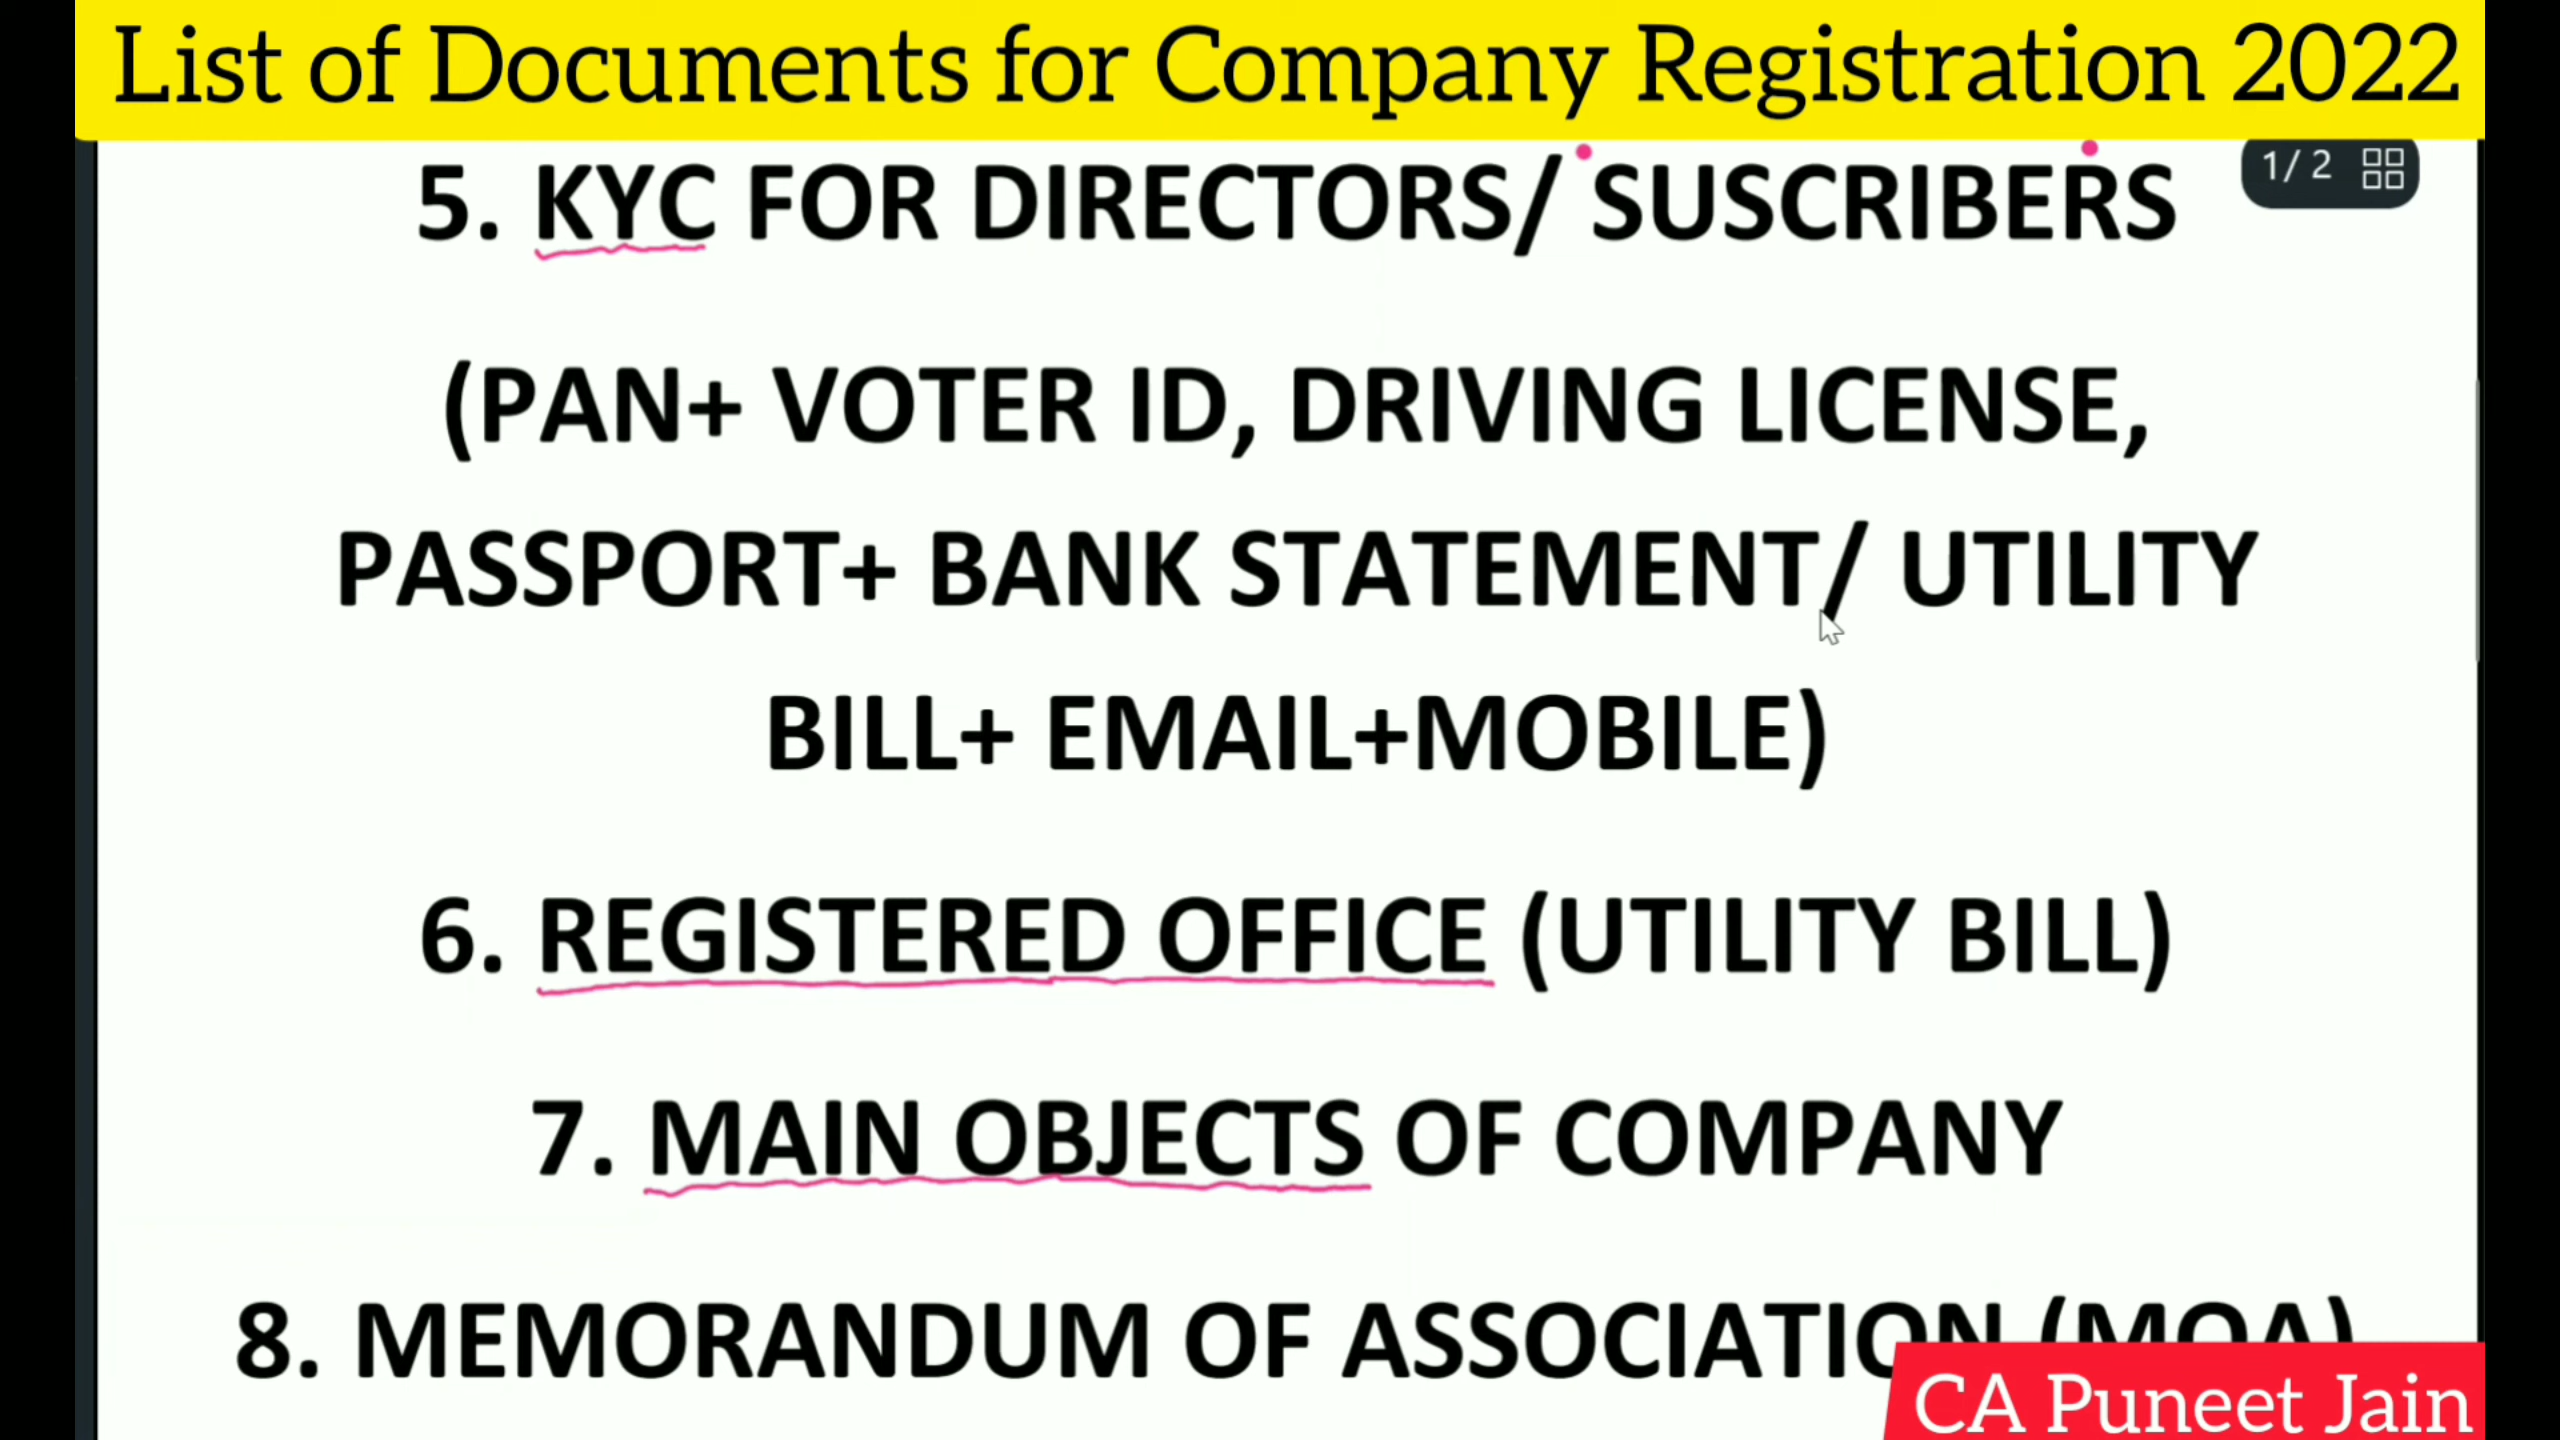 List of Documents for Company Registration 2022
1/ 2
5. KYC FOR DIRECTORS/ SUSCRIBERS
(PAN+ VOTER ID, DRIVING LICENSE,
PASSPORT+ BANK STATEMENT/ UTILITY
BILL+ EMAIL+MOBILE)
6. REGISTERED OFFICE (UTILITY BILL)
7. MAIN OBJECTS OF COMPANY
8. MEMORANDUM OF ASSOCIATION (MOA)
CA Puneet Jain